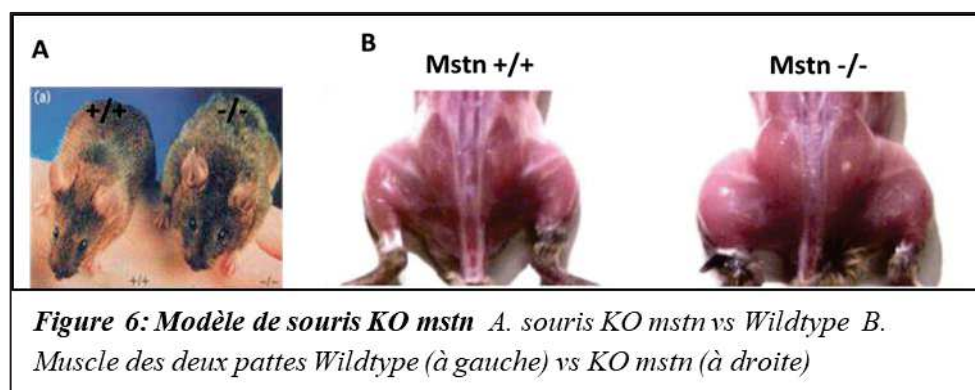 A
B
Mstn +/+
Mstn -/-
(a)
+/+
-/-
+/+
-/-
Figure 6: Modèle de souris KO mstn A. souris KO mstn vs Wildtype B.
Muscle des deux pattes Wildtype (à gauche) vs KO mstn (à droite)